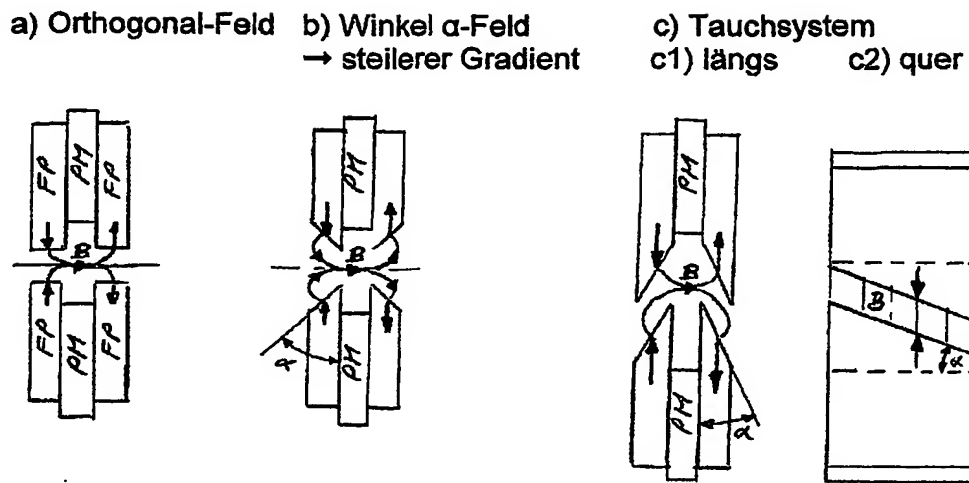 a) Orthogonal-Feld
b) Winkel α-Feld
→ steilerer Gradient
c) Tauchsystem
c1) längs
c2) quer
FP PM FP
B
FP PM FP
PM
B
α
PM
PM
B
PM
α
B
α